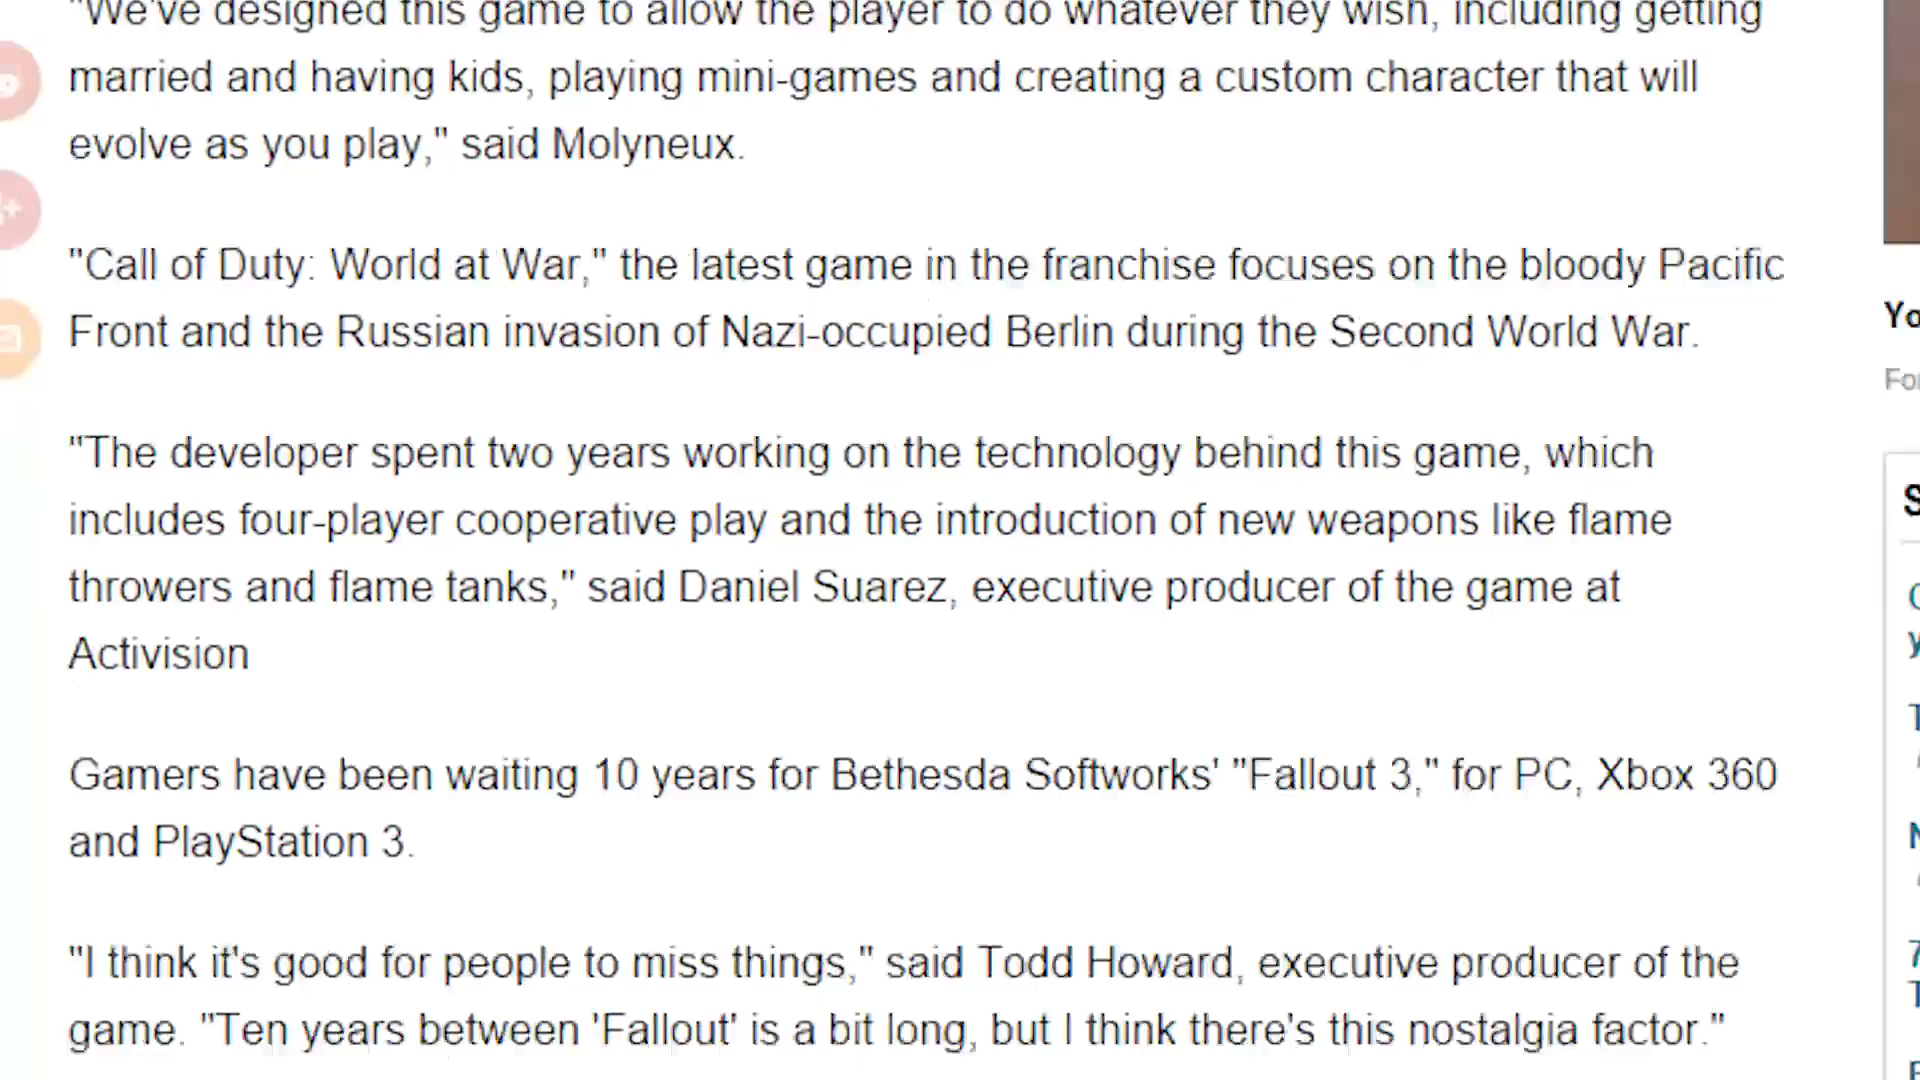 "We've designed this game to allow the player to do whatever they wish, including getting
married and having kids, playing mini-games and creating a custom character that will
evolve as you play," said Molyneux.
"Call of Duty: World at War," the latest game in the franchise focuses on the bloody Pacific
Front and the Russian invasion of Nazi-occupied Berlin during the Second World War.
"The developer spent two years working on the technology behind this game, which
includes four-player cooperative play and the introduction of new weapons like flame
throwers and flame tanks," said Daniel Suarez, executive producer of the game at
Activision
Gamers have been waiting 10 years for Bethesda Softworks' "Fallout 3," for PC, Xbox 360
and PlayStation 3.
"I think it's good for people to miss things," said Todd Howard, executive producer of the
game. "Ten years between 'Fallout' is a bit long, but I think there's this nostalgia factor."